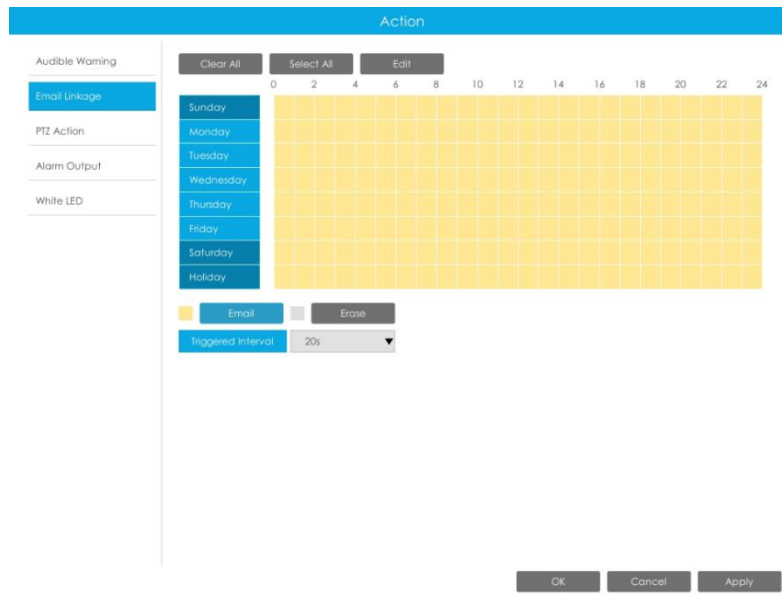 Action
Audible Warning
Email Linkage
PTZ Action
Alarm Output
White LED
Clear All Select All Edit
0 2 4 6 8 10 12 14 16 18 20 22 24
Sunday
Monday
Tuesday
Wednesday
Thursday
Friday
Saturday
Holiday
Email Erase
Triggered Interval 20s
OK Cancel Apply